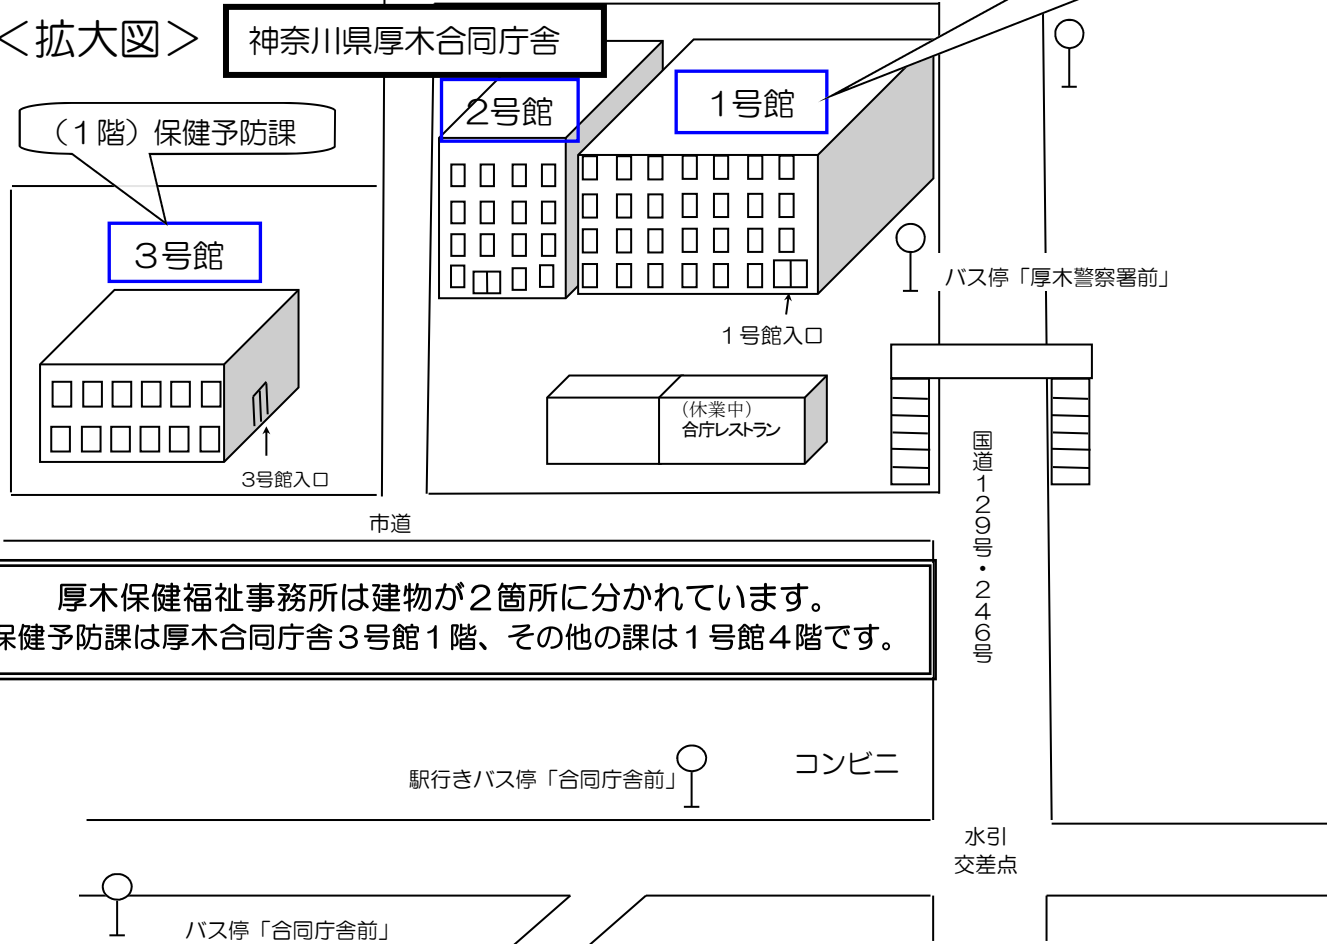 ＜拡大図＞
神奈川県厚木合同庁舎
２号館
１号館
（１階）保健予防課
３号館
バス停「厚木警察署前」
１号館入口
（休業中）
合庁レストラン
３号館入口
国道１２９号・２４６号
市道
厚木保健福祉事務所は建物が２箇所に分かれています。
保健予防課は厚木合同庁舎３号館１階、その他の課は１号館４階です。
コンビニ
駅行きバス停「合同庁舎前」
水引
交差点
バス停「合同庁舎前」